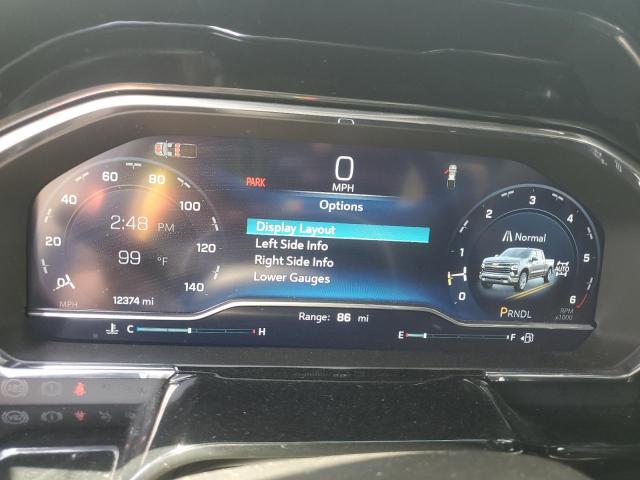 0
MPH
PARK
Options
Display Layout
Left Side Info
Right Side Info
Lower Gauges
Range: 86 mi
0 20 40 60 80 100 120 140
2:48 PM
99 °F
MPH
12374 mi
0 1 2 3 4 5 6
Normal
AUTO
PRNDL
RPM
x1000
C H
E F